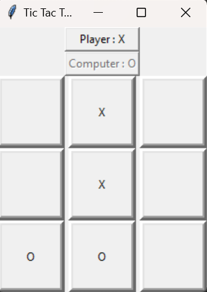 Tic Tac T...
Player : X
Computer : O
X
X
O O